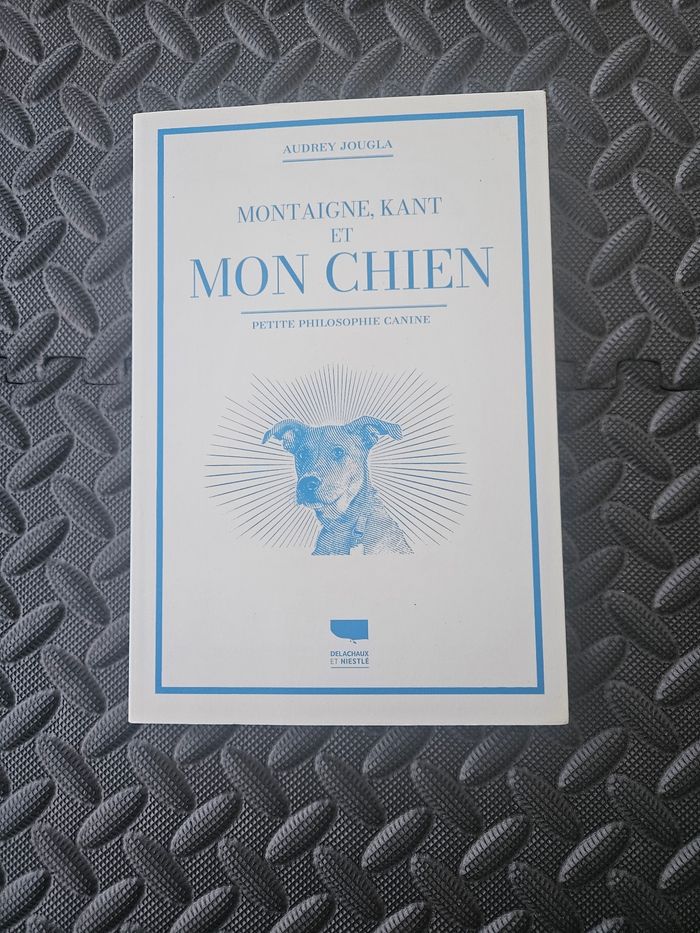 AUDREY JOUGLA
MONTAIGNE, KANT
ET
MON CHIEN
PETITE PHILOSOPHIE CANINE
DELACHAUX
ET NIESTLÉ